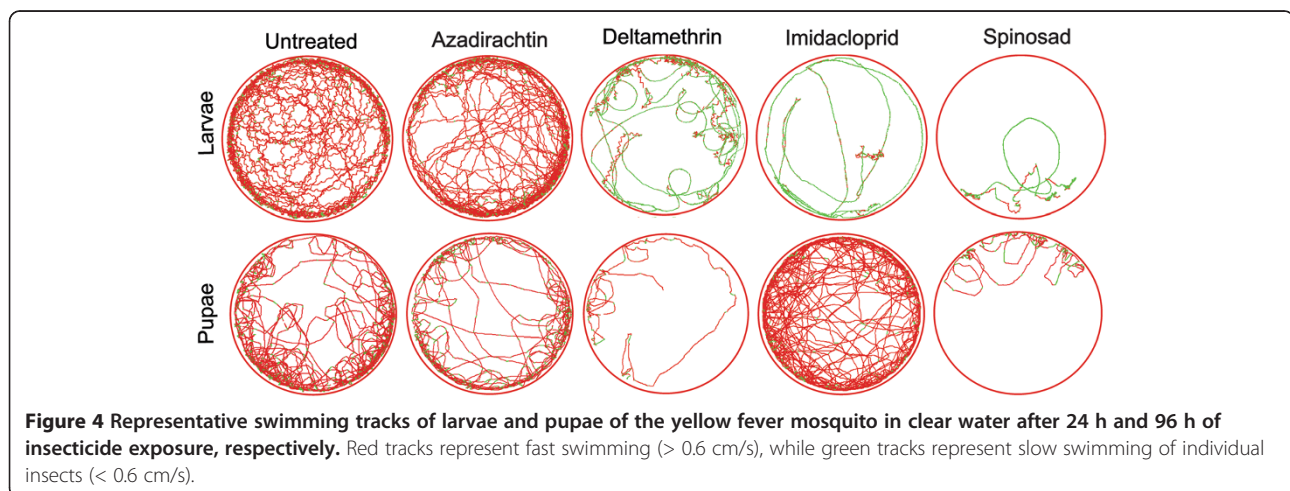 Untreated Azadirachtin Deltamethrin Imidacloprid Spinosad
Larvae
Pupae
Figure 4 Representative swimming tracks of larvae and pupae of the yellow fever mosquito in clear water after 24 h and 96 h of
insecticide exposure, respectively. Red tracks represent fast swimming (> 0.6 cm/s), while green tracks represent slow swimming of individual
insects (< 0.6 cm/s).